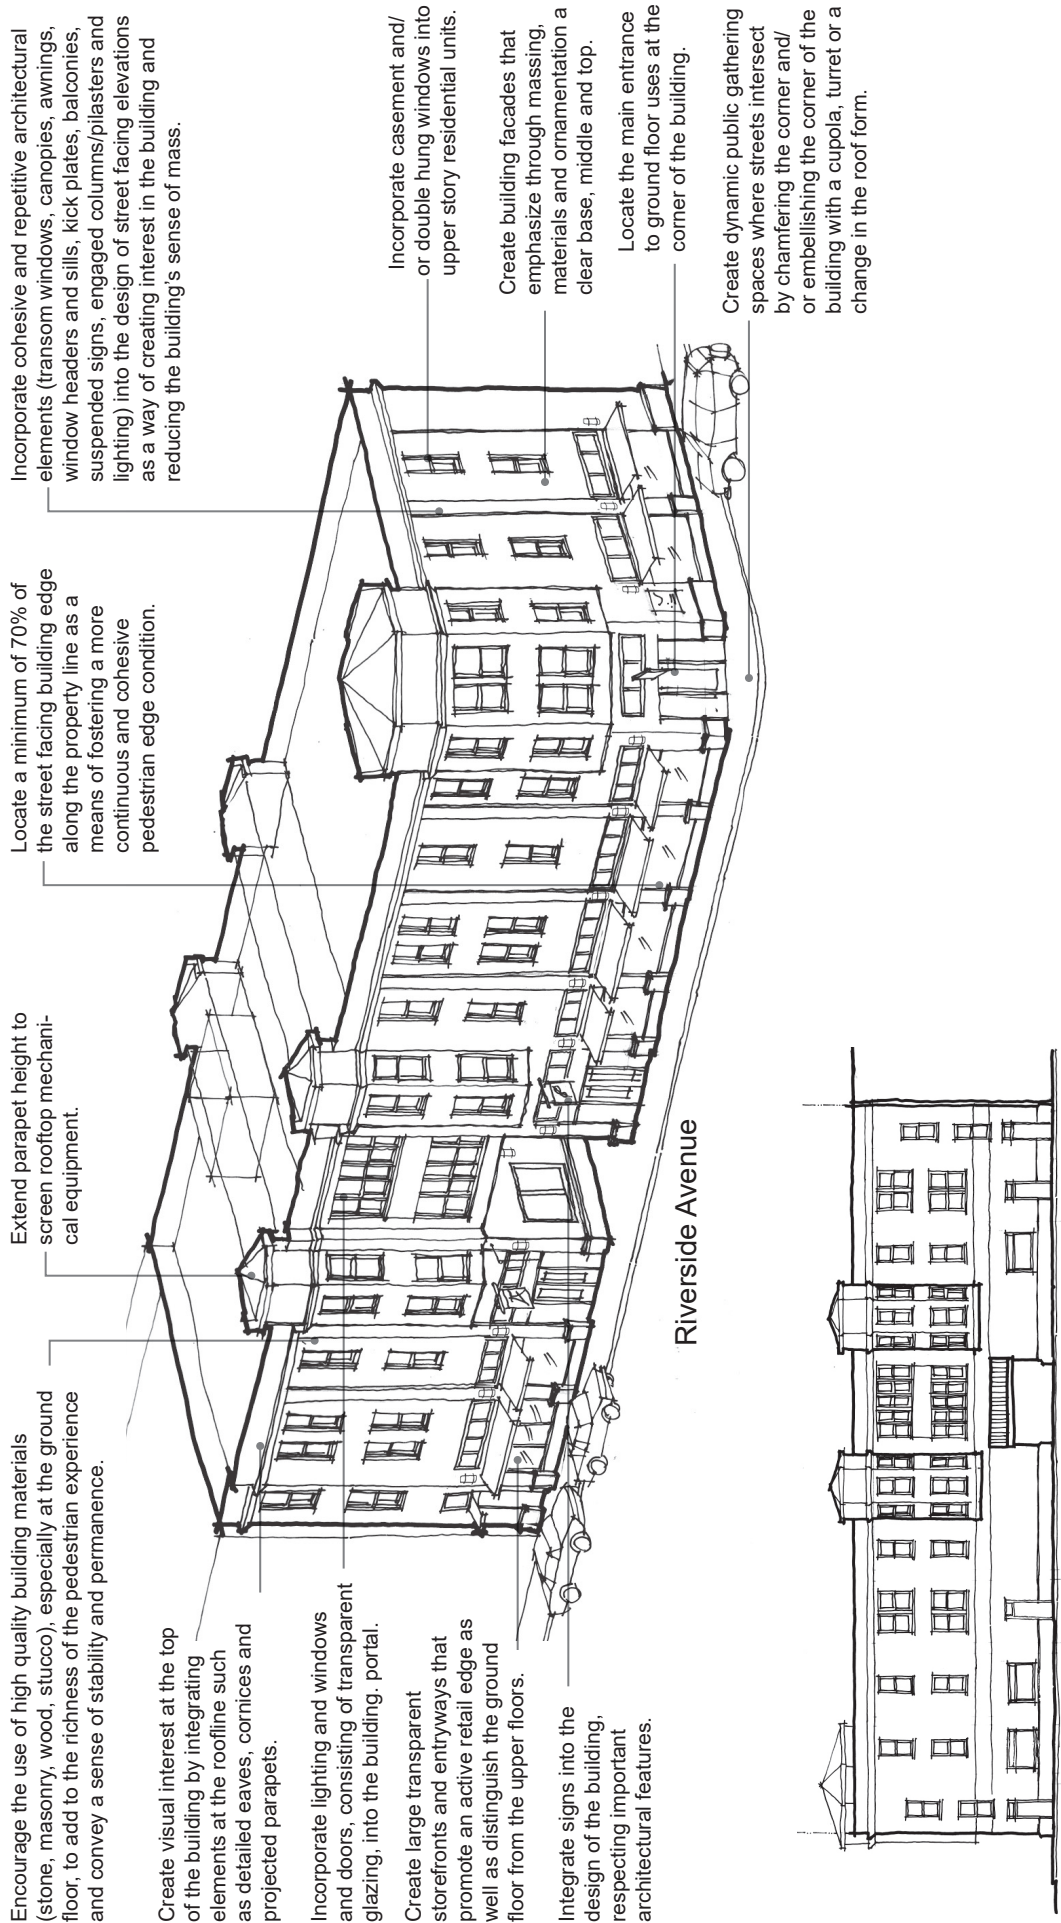 Encourage the use of high quality building materials
(stone, masonry, wood, stucco), especially at the ground
floor, to add to the richness of the pedestrian experience
and convey a sense of stability and permanence.
Extend parapet height to
screen rooftop mechani-
cal equipment.
Locate a minimum of 70% of
the street facing building edge
along the property line as a
means of fostering a more
continuous and cohesive
pedestrian edge condition.
Incorporate cohesive and repetitive architectural
elements (transom windows, canopies, awnings,
window headers and sills, kick plates, balconies,
suspended signs, engaged columns/pilasters and
lighting) into the design of street facing elevations
as a way of creating interest in the building and
reducing the building's sense of mass.
Create visual interest at the top
of the building by integrating
elements at the roofline such
as detailed eaves, cornices and
projected parapets.
Incorporate lighting and windows
and doors, consisting of transparent
glazing, into the building. portal.
Create large transparent
storefronts and entryways that
promote an active retail edge as
well as distinguish the ground
floor from the upper floors.
Integrate signs into the
design of the building,
respecting important
architectural features.
Riverside Avenue
Incorporate casement and/
or double hung windows into
upper story residential units.
Create building facades that
emphasize through massing,
materials and ornamentation a
clear base, middle and top.
Locate the main entrance
to ground floor uses at the
corner of the building.
Create dynamic public gathering
spaces where streets intersect
by chamfering the corner and/
or embellishing the corner of the
building with a cupola, turret or a
change in the roof form.